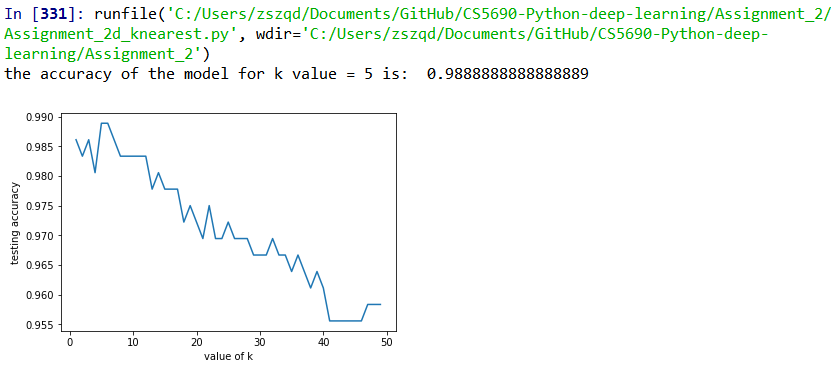 In [331]: runfile('C:/Users/zszqd/Documents/GitHub/CS5690-Python-deep-learning/Assignment_2/
Assignment_2d_knearest.py', wdir='C:/Users/zszqd/Documents/GitHub/CS5690-Python-deep-
learning/Assignment_2')
the accuracy of the model for k value = 5 is:  0.9888888888888889
0.990
0.985
0.980
0.975
0.970
0.965
0.960
0.955
testing accuracy
0 10 20 30 40 50
value of k